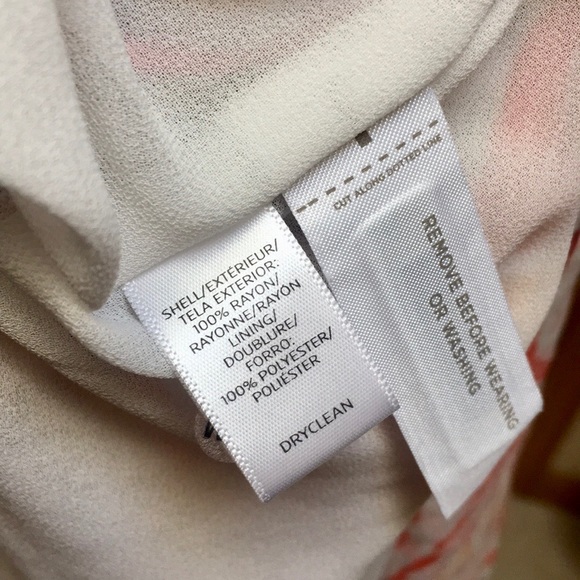 SHELL/EXTÉRIEUR/
TELA EXTERIOR:
100% RAYON/
RAYONNE/RAYON
LINING/
DOUBLURE/
FORRO:
100% POLYESTER/
POLIÉSTER
DRYCLEAN
CUT ALONG DOTTED LINE
REMOVE BEFORE WEARING
OR WASHING